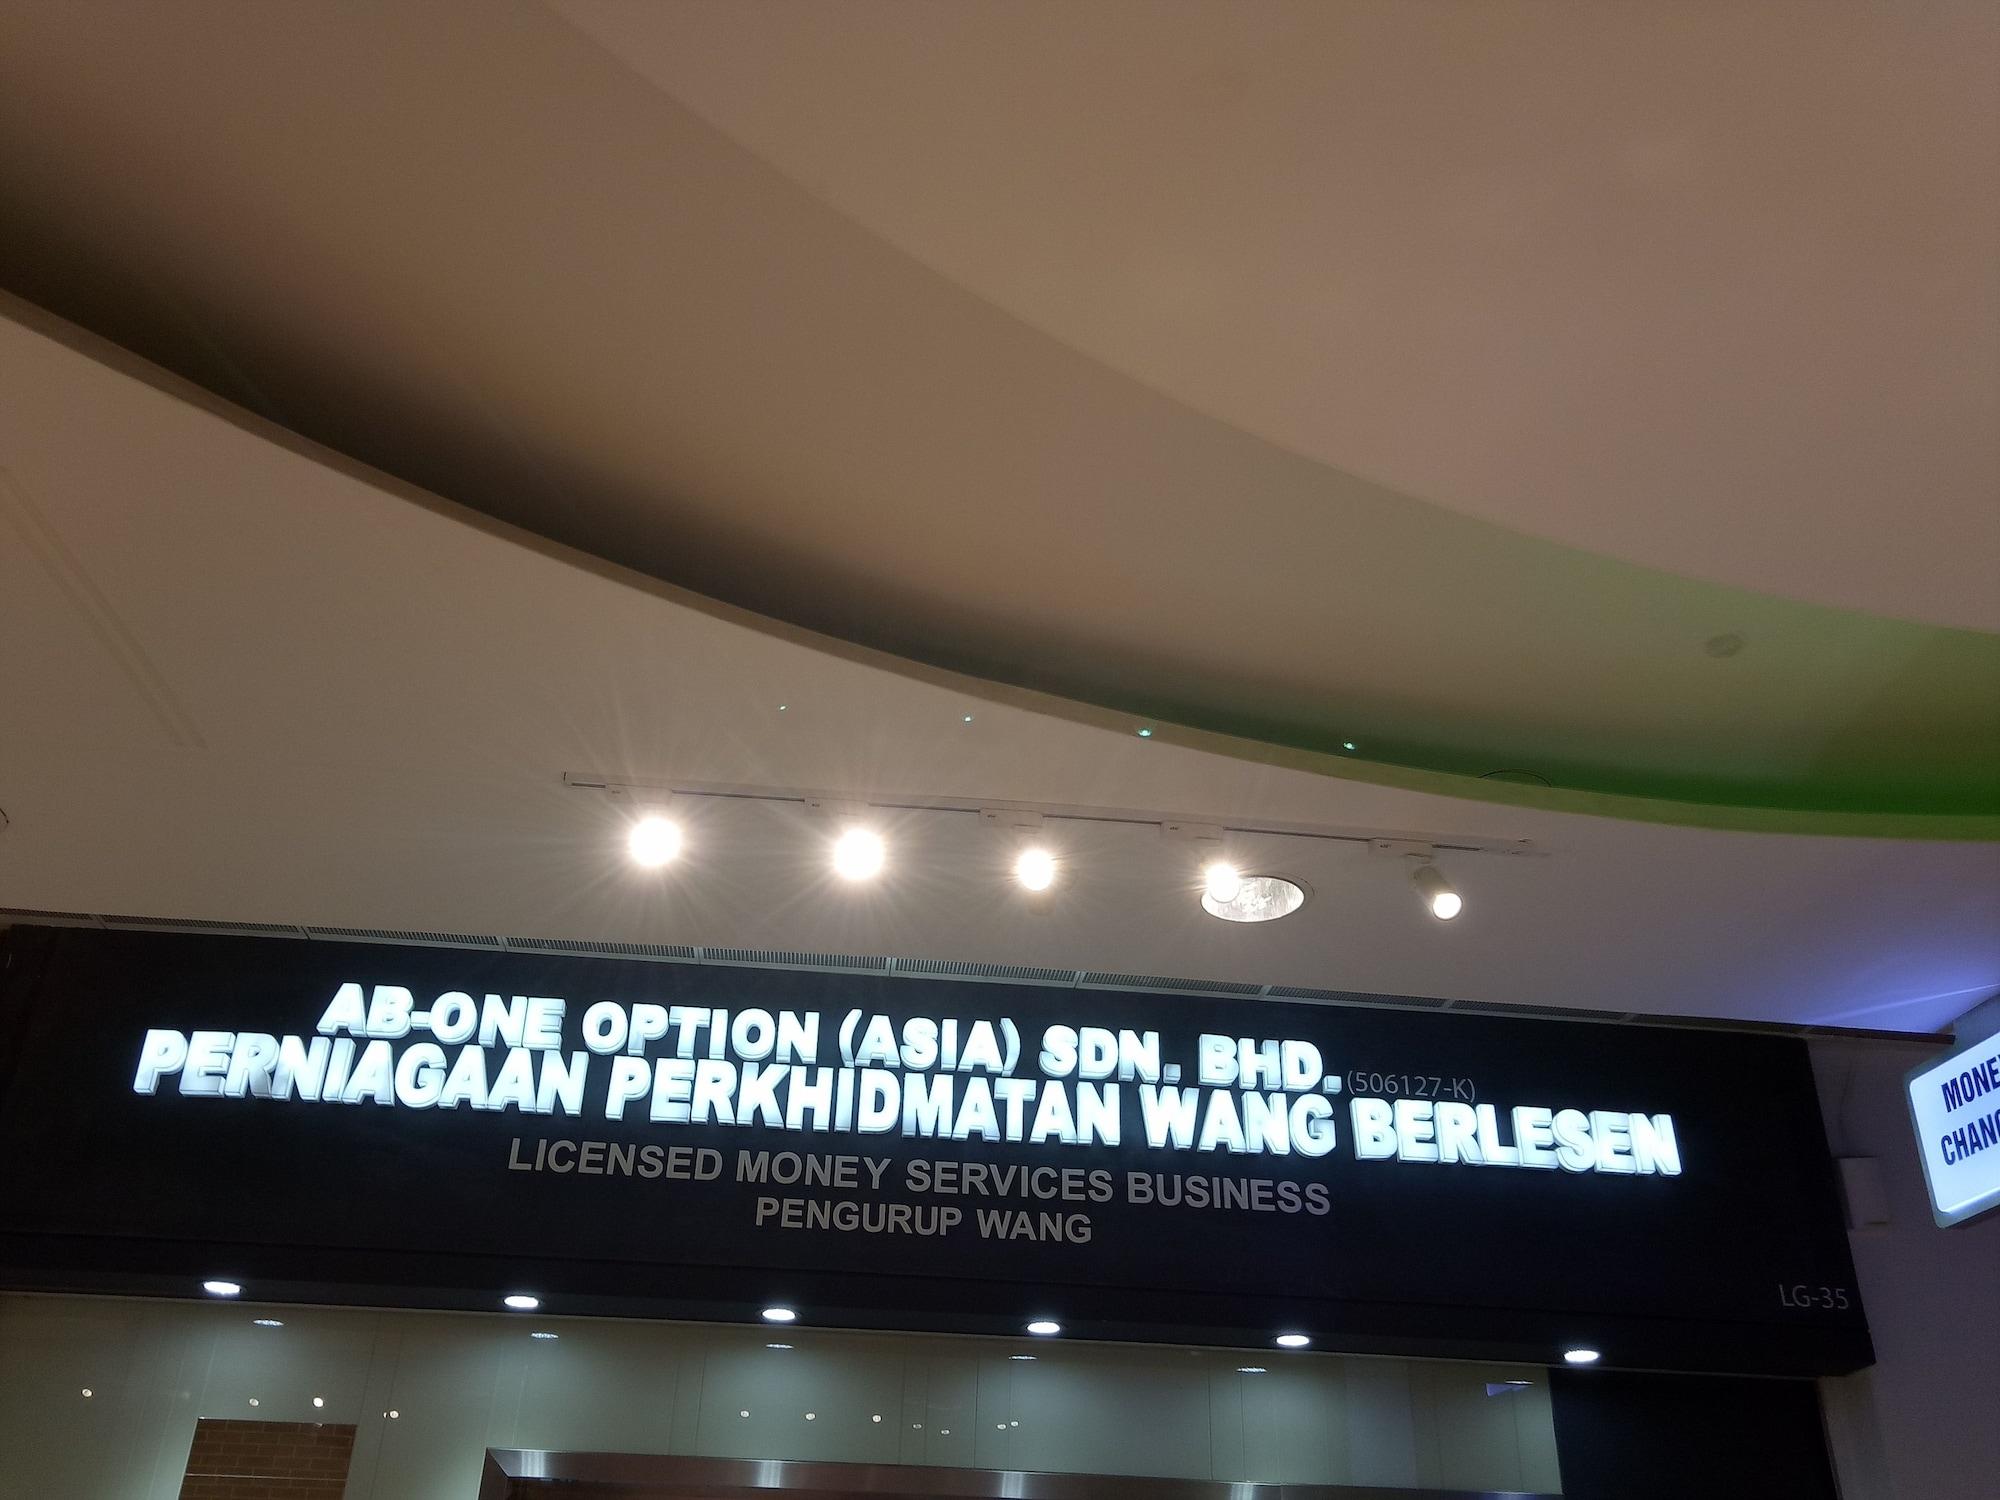 AB-ONE OPTION (ASIA) SDN. BHD. (506127-K)
PERNIAGAAN PERKHIDMATAN WANG BERLESEN
LICENSED MONEY SERVICES BUSINESS
PENGURUP WANG
LG-35